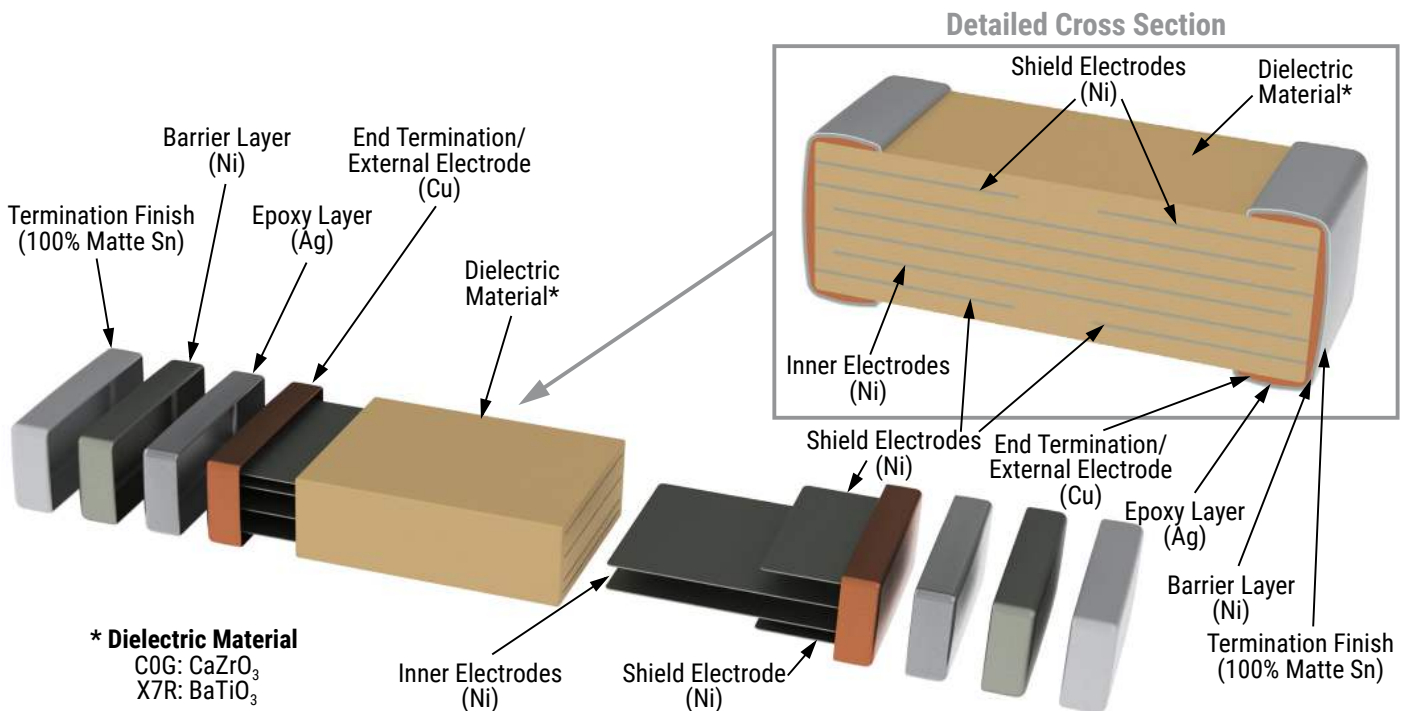 Detailed Cross Section
Shield Electrodes
(Ni)
Dielectric
Material*
Barrier Layer
(Ni)
End Termination/
External Electrode
(Cu)
Termination Finish
(100% Matte Sn)
Epoxy Layer
(Ag)
Dielectric
Material*
Inner Electrodes
(Ni)
Shield Electrodes
(Ni)
End Termination/
External Electrode
(Cu)
Epoxy Layer
(Ag)
Barrier Layer
(Ni)
Termination Finish
(100% Matte Sn)
* Dielectric Material
C0G: CaZrO₃
X7R: BaTiO₃
Inner Electrodes
(Ni)
Shield Electrode
(Ni)